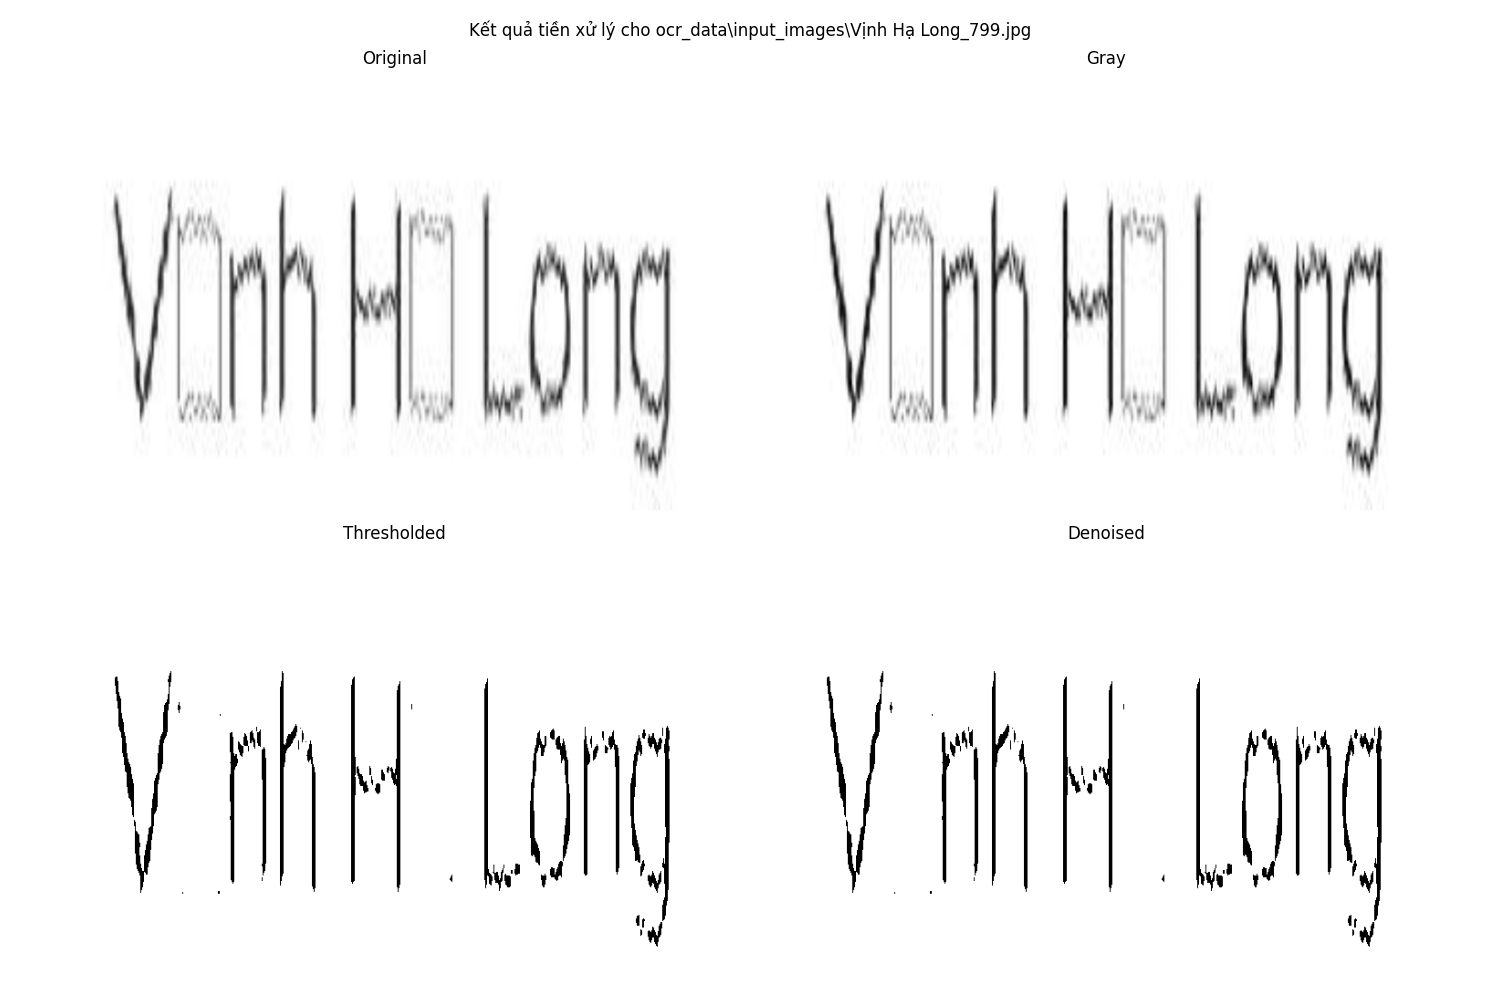 Kết quả tiền xử lý cho ocr_data\input_images\Vịnh Hạ Long_799.jpg
Original
Gray
V□nh H□ Long
V□nh H□ Long
Thresholded
Denoised
V nh H Long
V nh H Long